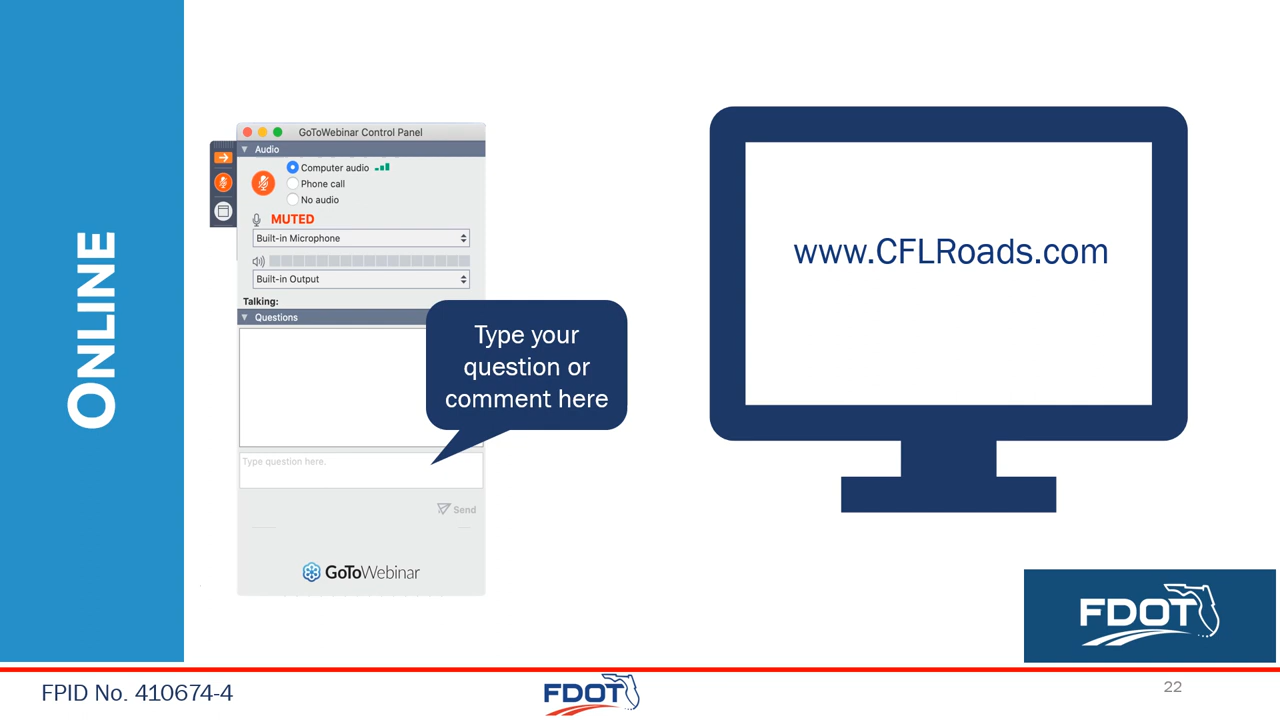 ONLINE
GoToWebinar Control Panel
Audio
Computer audio
Phone call
No audio
MUTED
Built-in Microphone
Built-in Output
Talking:
Questions
Type your
question or
comment here
Type question here.
Send
GoToWebinar
www.CFLRoads.com
FDOT
FPID No. 410674-4
FDOT
22